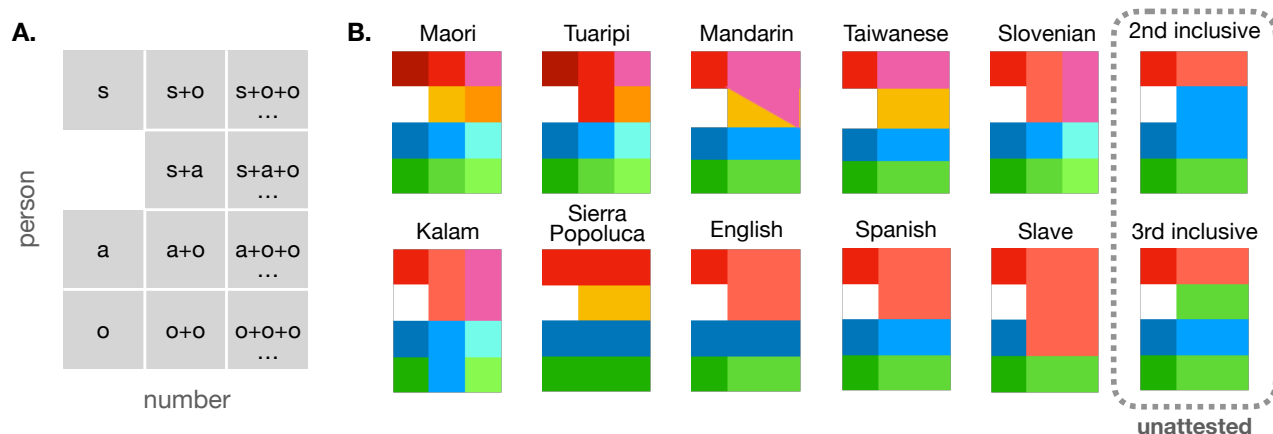 A.
s
s+o
s+o+o
...
s+a
s+a+o
...
a
a+o
a+o+o
...
o
o+o
o+o+o
...
person
number
B.
Maori
Tuaripi
Mandarin
Taiwanese
Slovenian
2nd inclusive
Kalam
Sierra
Popoluca
English
Spanish
Slave
3rd inclusive
unattested